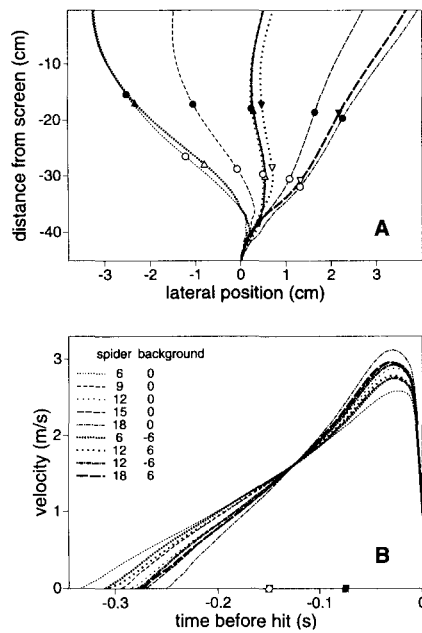 0
-10
-20
-30
-40
distance from screen (cm)
A
-3 -2 -1 0 1 2 3
lateral position (cm)
spider background
6 0
9 0
12 0
15 0
18 0
6 -6
12 6
12 -6
18 6
3
2
1
0
velocity (m/s)
B
-0.3 -0.2 -0.1
time before hit (s)